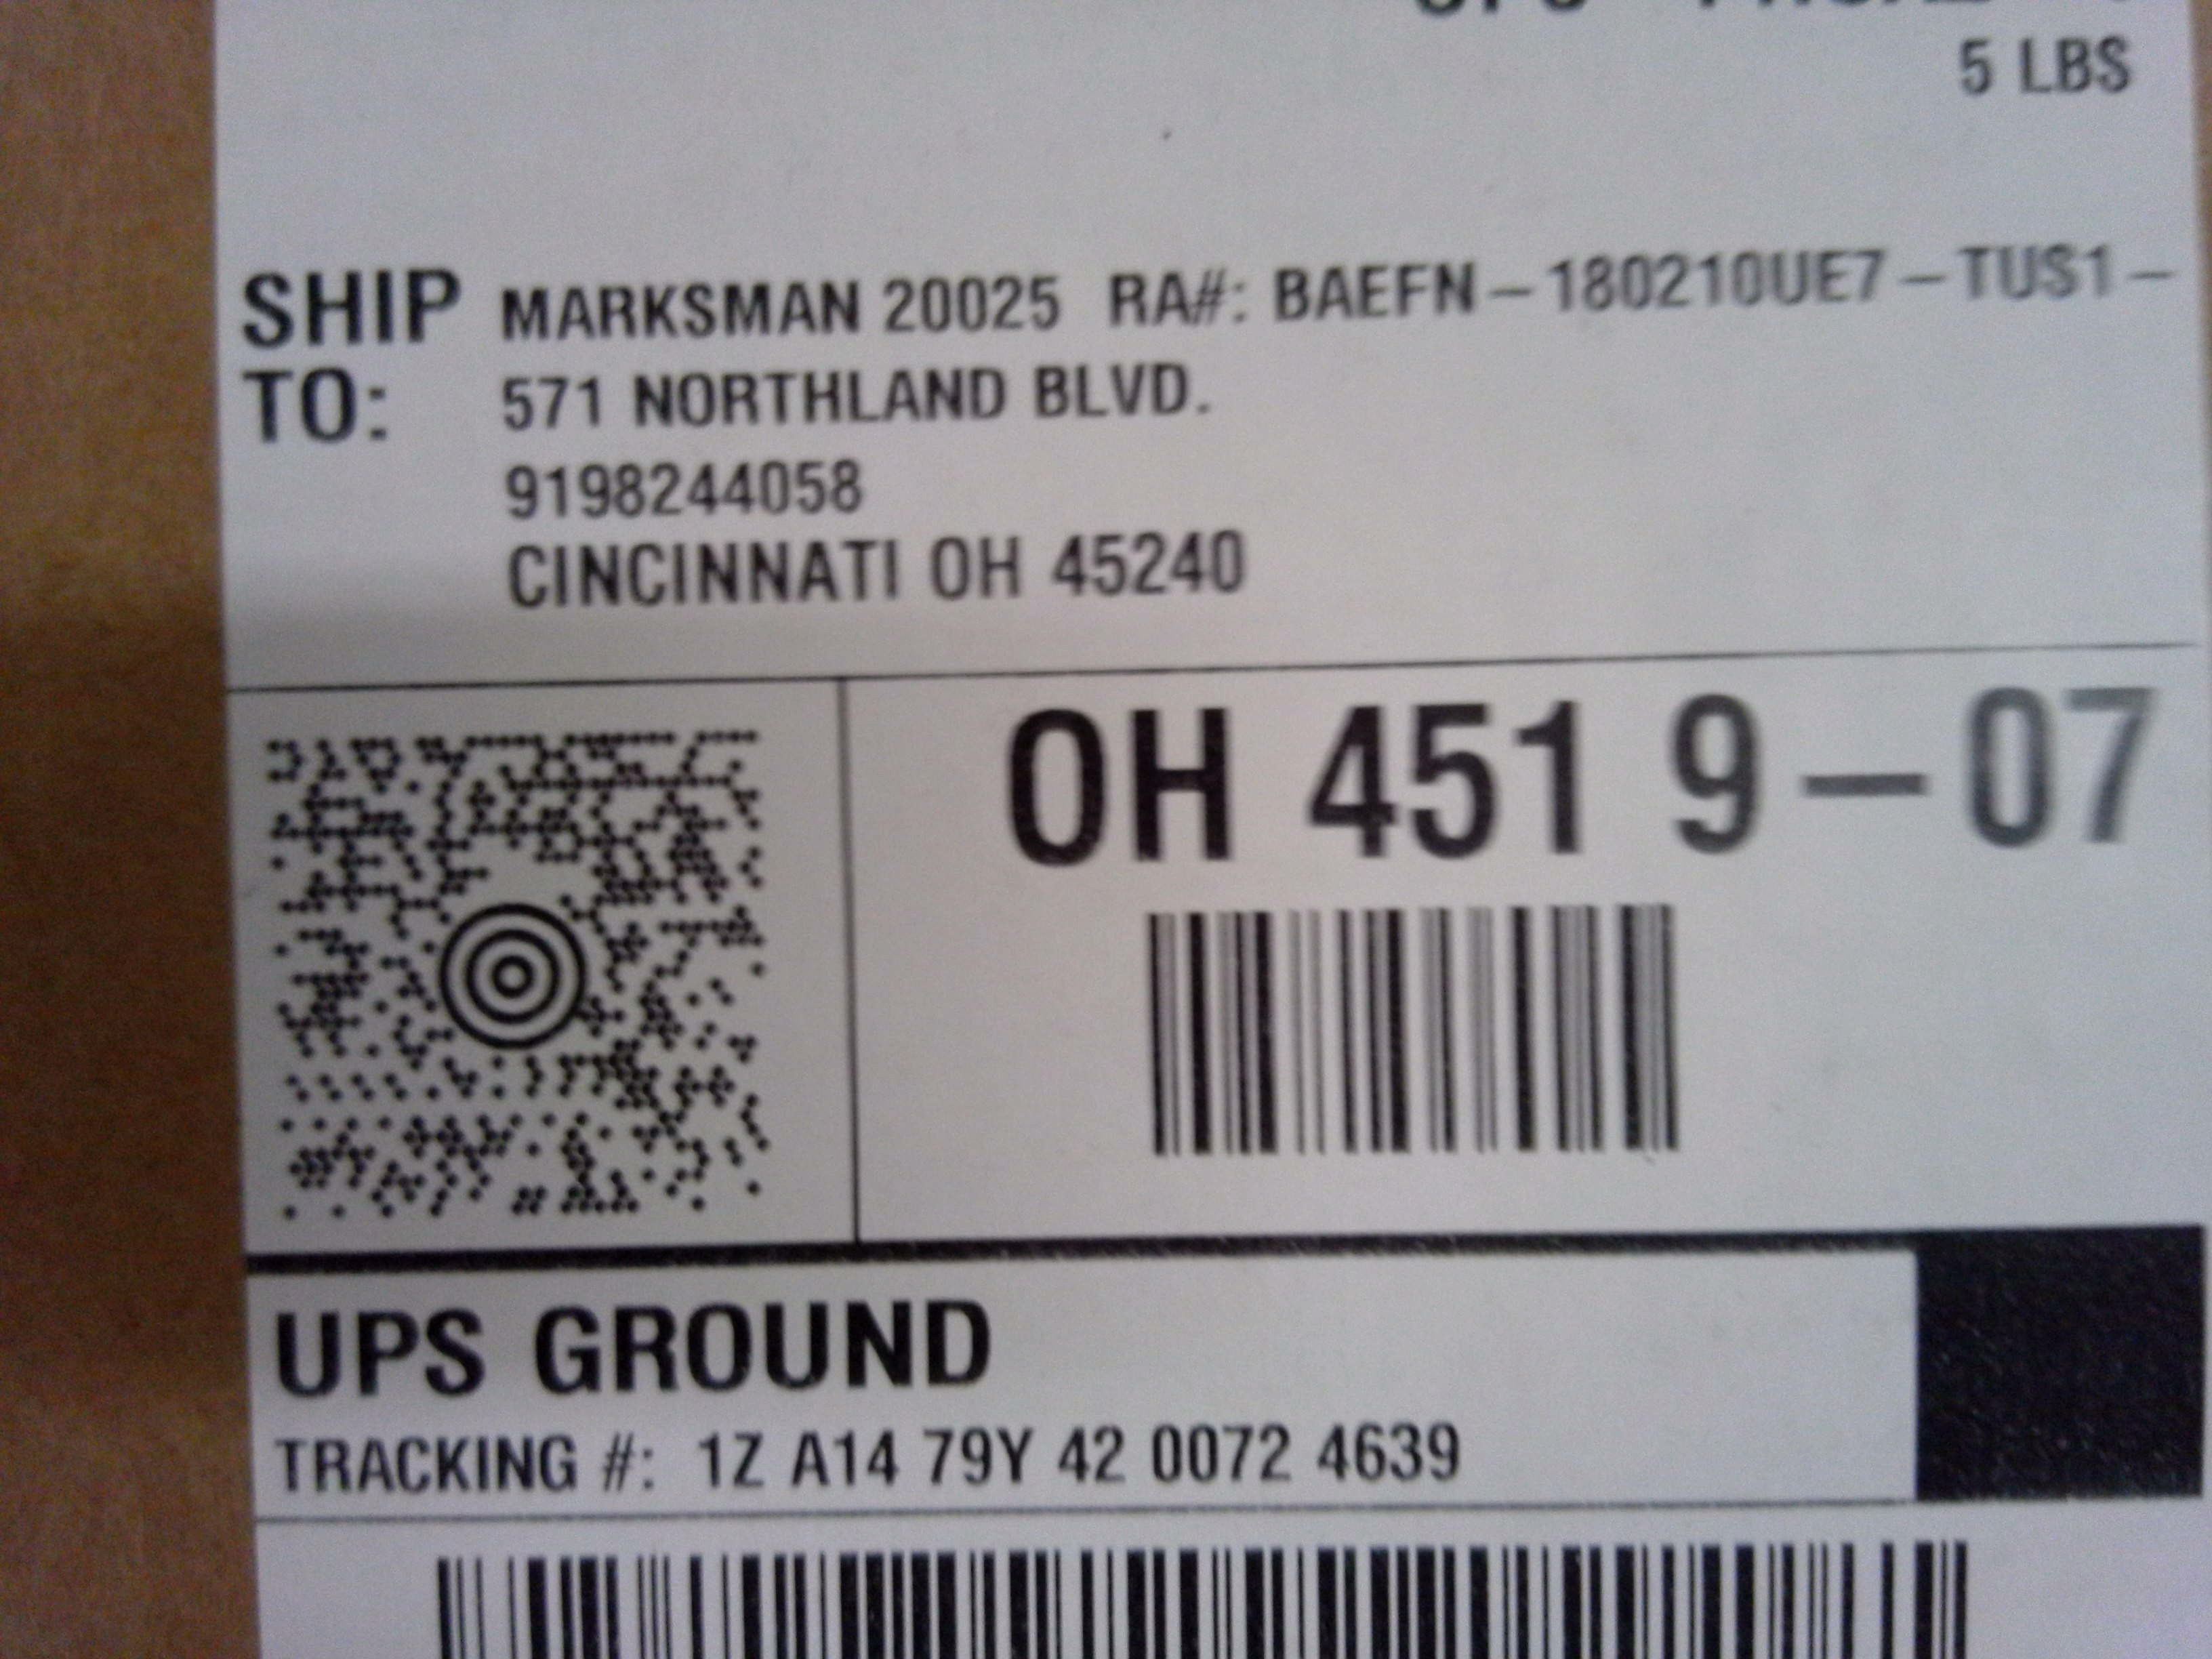 5 LBS
SHIP TO:
MARKSMAN 20025 RA#: BAEFN-180210UE7-TUS1-
571 NORTHLAND BLVD.
9198244058
CINCINNATI OH 45240
OH 451 9-07
UPS GROUND
TRACKING #: 1Z A14 79Y 42 0072 4639